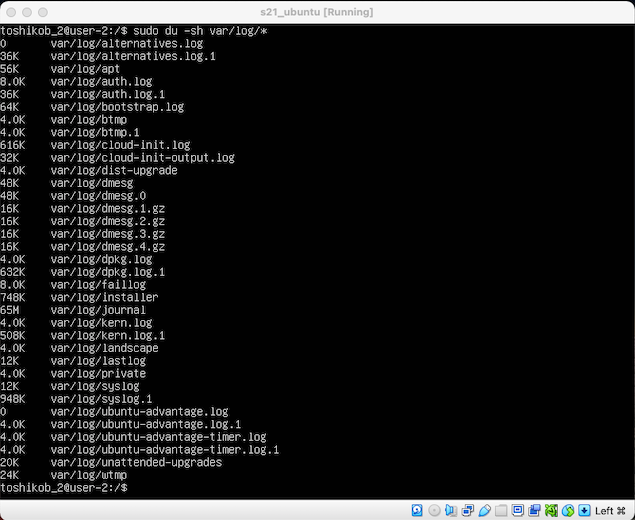 s21_ubuntu [Running]
toshikob_2@user-2:/$ sudo du -sh var/log/*
0 var/log/alternatives.log
36K var/log/alternatives.log.1
56K var/log/apt
8.0K var/log/auth.log
36K var/log/auth.log.1
64K var/log/bootstrap.log
4.0K var/log/btmp
4.0K var/log/btmp.1
616K var/log/cloud-init.log
32K var/log/cloud-init-output.log
4.0K var/log/dist-upgrade
48K var/log/dmesg
48K var/log/dmesg.0
16K var/log/dmesg.1.gz
16K var/log/dmesg.2.gz
16K var/log/dmesg.3.gz
16K var/log/dmesg.4.gz
4.0K var/log/dpkg.log
632K var/log/dpkg.log.1
8.0K var/log/faillog
748K var/log/installer
65M var/log/journal
4.0K var/log/kern.log
508K var/log/kern.log.1
4.0K var/log/landscape
12K var/log/lastlog
4.0K var/log/private
12K var/log/syslog
948K var/log/syslog.1
0 var/log/ubuntu-advantage.log
4.0K var/log/ubuntu-advantage.log.1
4.0K var/log/ubuntu-advantage-timer.log
4.0K var/log/ubuntu-advantage-timer.log.1
20K var/log/unattended-upgrades
24K var/log/wtmp
toshikob_2@user-2:/$
Left ⌘